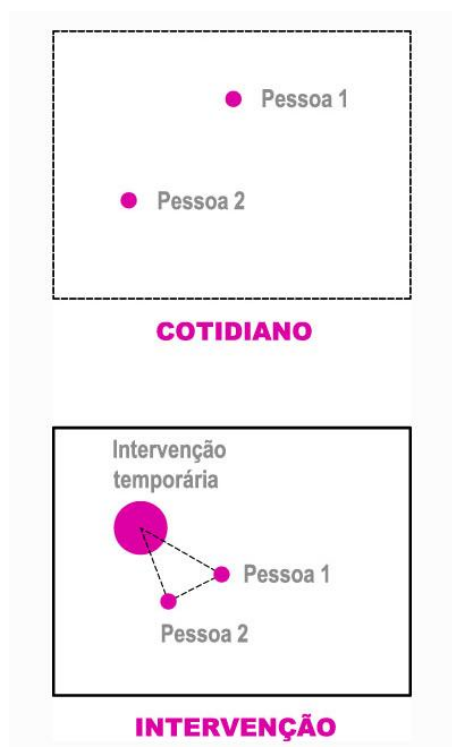 Pessoa 1
Pessoa 2
COTIDIANO
Intervenção
temporária
Pessoa 1
Pessoa 2
INTERVENÇÃO